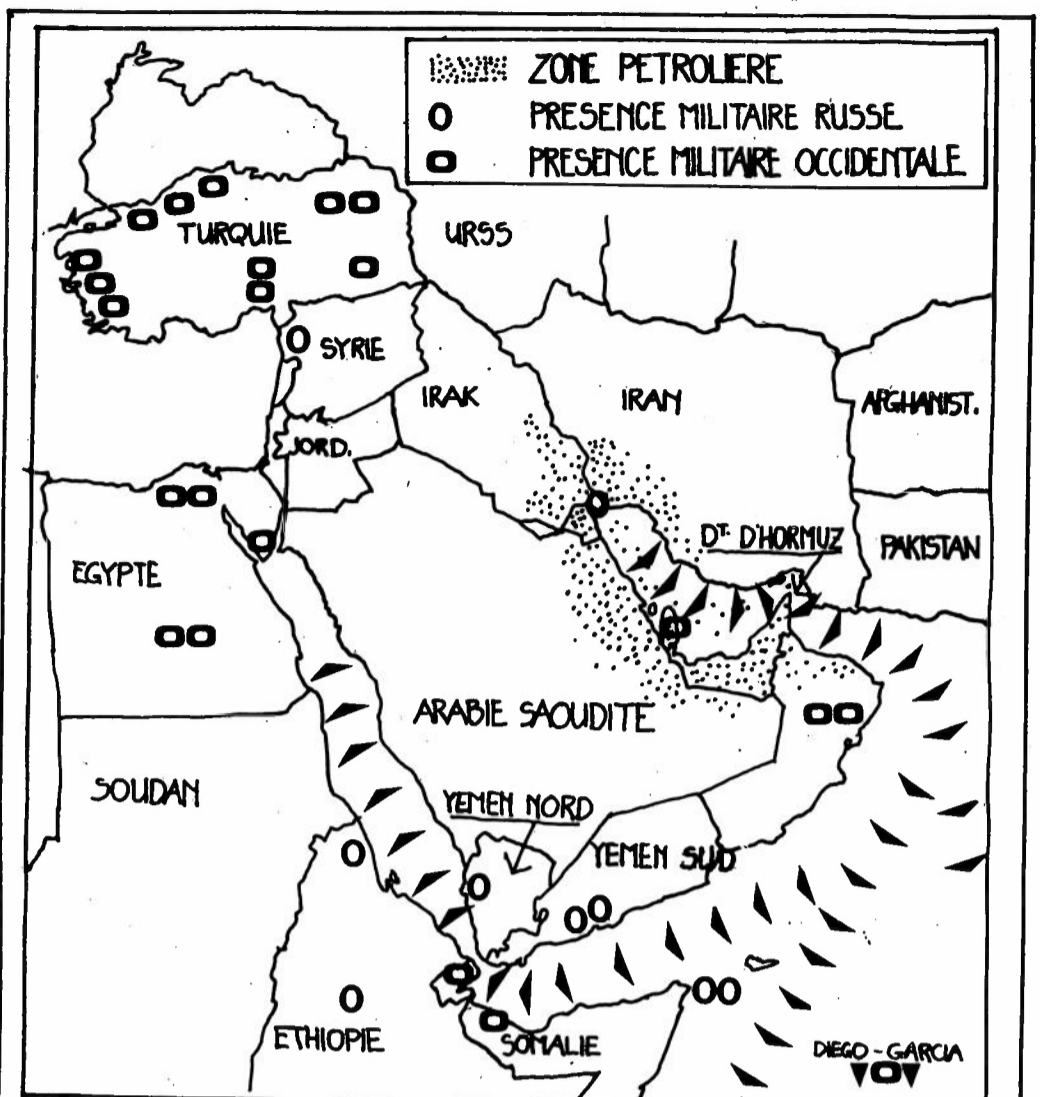 ZONE PETROLIERE
PRESENCE MILITAIRE RUSSE
PRESENCE MILITAIRE OCCIDENTALE
TURQUIE
URSS
SYRIE
IRAK
IRAN
AFGHANIST.
JORD.
DT. D'HORMUZ
PAKISTAN
EGYPTE
ARABIE SAOUDITE
SOUDAN
YEMEN NORD
YEMEN SUD
ETHIOPIE
SOMALIE
DIEGO-GARCIA